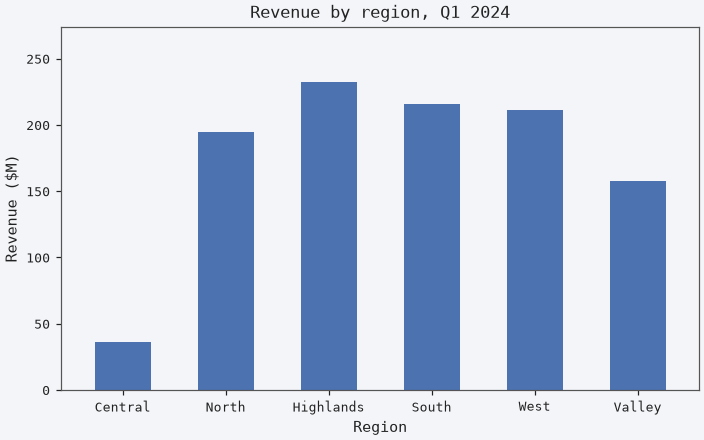 Revenue by region, Q1 2024
Revenue ($M)
250
200
150
100
50
0
Central North Highlands South West Valley
Region